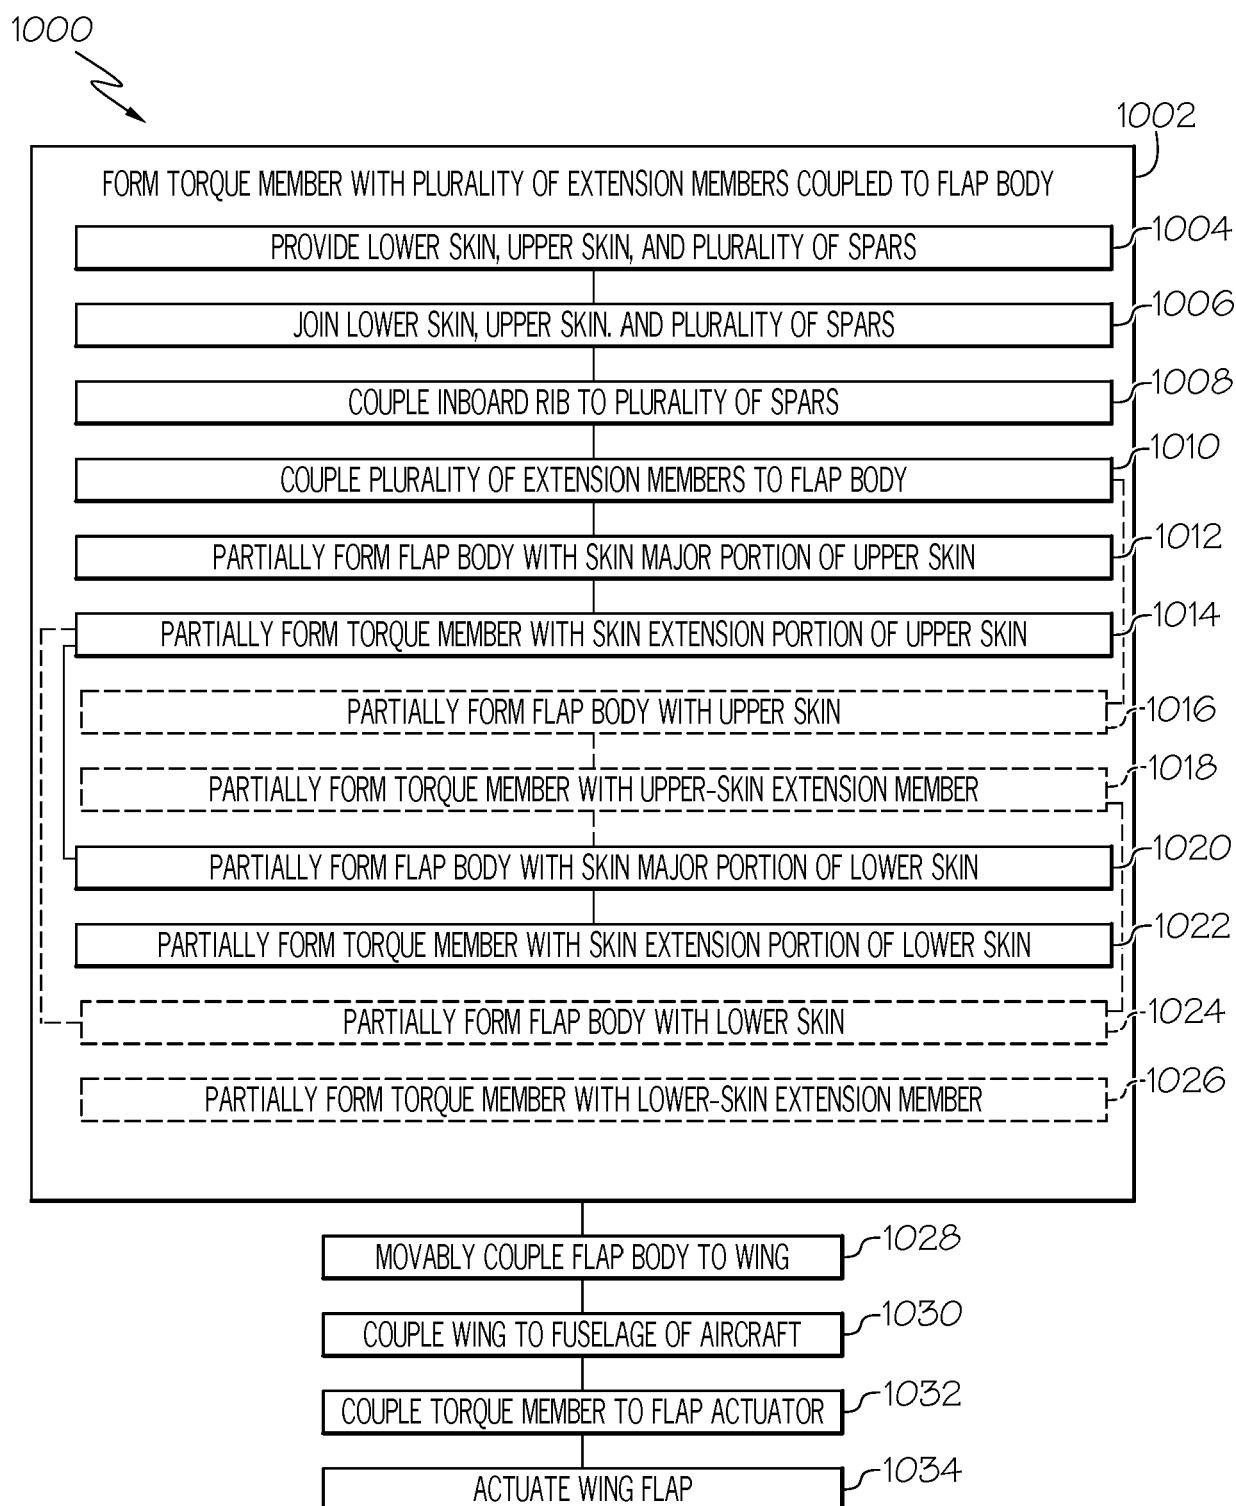 1000
1002
FORM TORQUE MEMBER WITH PLURALITY OF EXTENSION MEMBERS COUPLED TO FLAP BODY
PROVIDE LOWER SKIN, UPPER SKIN, AND PLURALITY OF SPARS
1004
JOIN LOWER SKIN, UPPER SKIN. AND PLURALITY OF SPARS
1006
COUPLE INBOARD RIB TO PLURALITY OF SPARS
1008
COUPLE PLURALITY OF EXTENSION MEMBERS TO FLAP BODY
1010
PARTIALLY FORM FLAP BODY WITH SKIN MAJOR PORTION OF UPPER SKIN
1012
PARTIALLY FORM TORQUE MEMBER WITH SKIN EXTENSION PORTION OF UPPER SKIN
1014
PARTIALLY FORM FLAP BODY WITH UPPER SKIN
1016
PARTIALLY FORM TORQUE MEMBER WITH UPPER-SKIN EXTENSION MEMBER
1018
PARTIALLY FORM FLAP BODY WITH SKIN MAJOR PORTION OF LOWER SKIN
1020
PARTIALLY FORM TORQUE MEMBER WITH SKIN EXTENSION PORTION OF LOWER SKIN
1022
PARTIALLY FORM FLAP BODY WITH LOWER SKIN
1024
PARTIALLY FORM TORQUE MEMBER WITH LOWER-SKIN EXTENSION MEMBER
1026
MOVABLY COUPLE FLAP BODY TO WING
1028
COUPLE WING TO FUSELAGE OF AIRCRAFT
1030
COUPLE TORQUE MEMBER TO FLAP ACTUATOR
1032
ACTUATE WING FLAP
1034